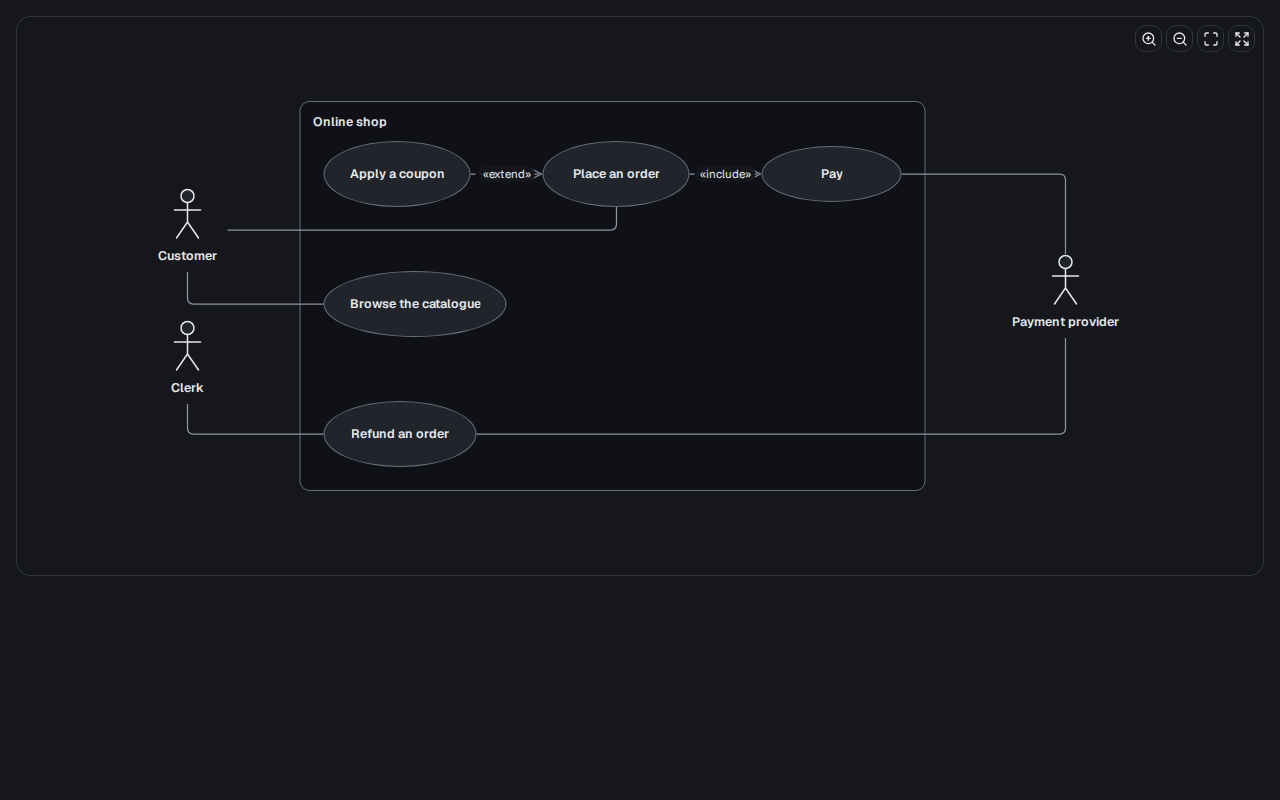 Online shop
Apply a coupon
«extend»
Place an order
«include»
Pay
Customer
Browse the catalogue
Payment provider
Clerk
Refund an order